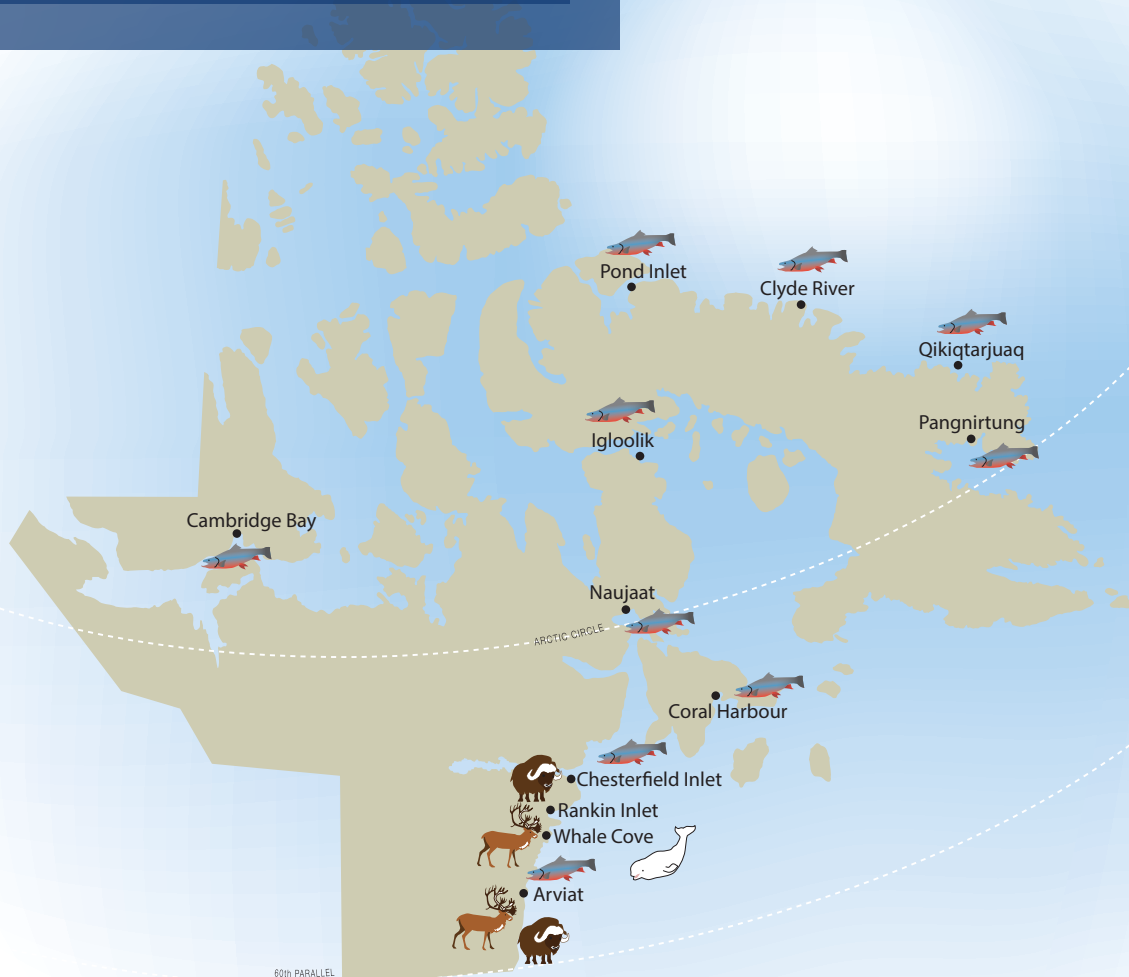 Pond Inlet
Clyde River
Qikiqtarjuaq
Pangnirtung
Igloolik
Cambridge Bay
Naujaat
ARCTIC CIRCLE
Coral Harbour
Chesterfield Inlet
Rankin Inlet
Whale Cove
Arviat
60th PARALLEL